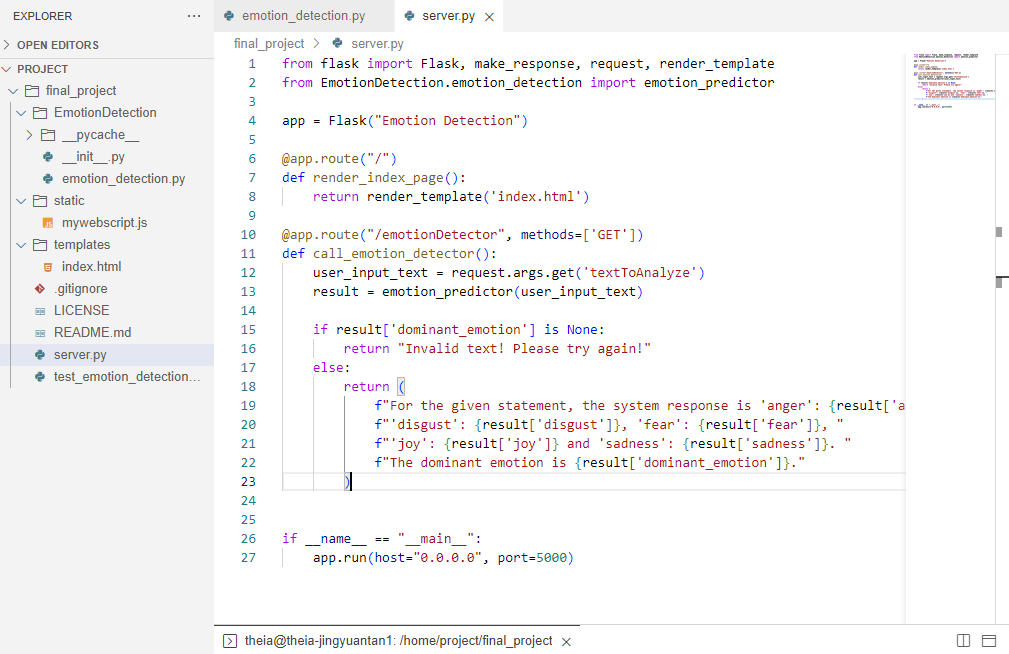 EXPLORER
...
OPEN EDITORS
PROJECT
final_project
EmotionDetection
__pycache__
__init__.py
emotion_detection.py
static
mywebscript.js
templates
index.html
.gitignore
LICENSE
README.md
server.py
test_emotion_detection...
emotion_detection.py
server.py
final_project > server.py
1 from flask import Flask, make_response, request, render_template
2 from EmotionDetection.emotion_detection import emotion_predictor
3
4 app = Flask("Emotion Detection")
5
6 @app.route("/")
7 def render_index_page():
8     return render_template('index.html')
9
10 @app.route("/emotionDetector", methods=['GET'])
11 def call_emotion_detector():
12     user_input_text = request.args.get('textToAnalyze')
13     result = emotion_predictor(user_input_text)
14
15     if result['dominant_emotion'] is None:
16         return "Invalid text! Please try again!"
17     else:
18         return (
19             f"For the given statement, the system response is 'anger': {result['a
20             f"'disgust': {result['disgust']}, 'fear': {result['fear']}, "
21             f"'joy': {result['joy']} and 'sadness': {result['sadness']}. "
22             f"The dominant emotion is {result['dominant_emotion']}."
23         )
24
25
26 if __name__ == "__main__":
27     app.run(host="0.0.0.0", port=5000)
theia@theia-jingyuantan1: /home/project/final_project